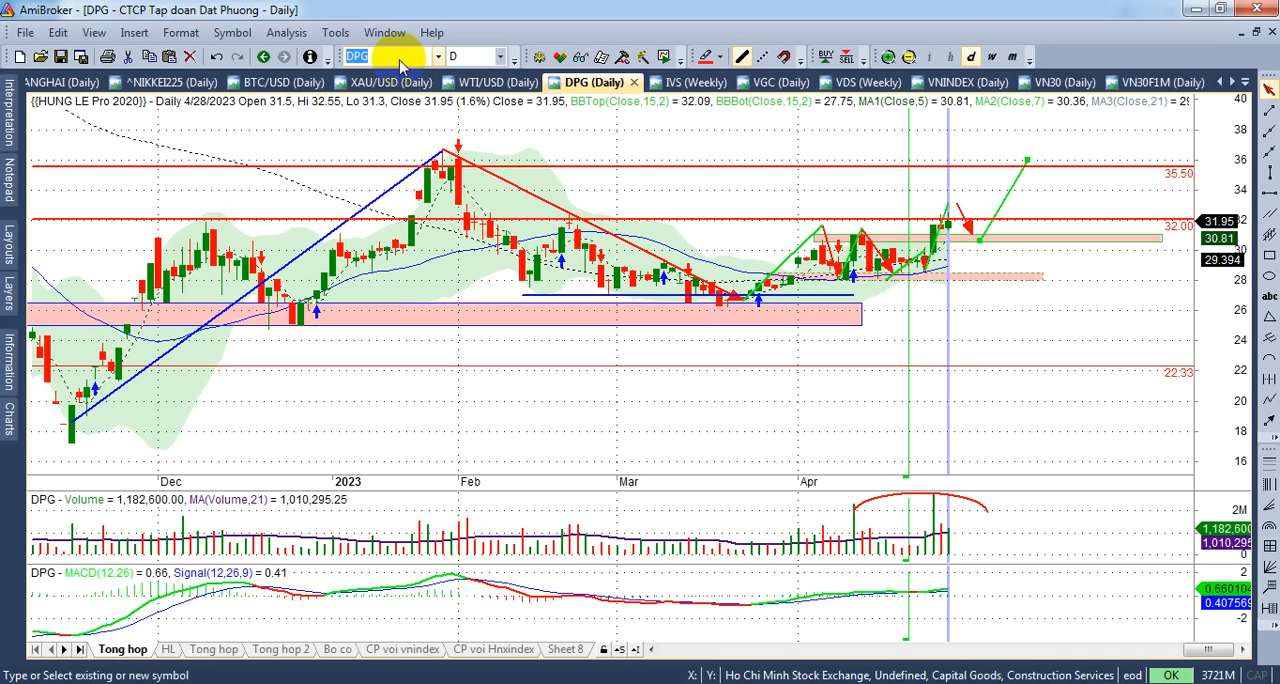 AmiBroker - [DPG - CTCP Tap doan Dat Phuong - Daily]
File Edit View Insert Format Symbol Analysis Tools Window Help
DPG D BUY SELL i h d w m
ANGHAI (Daily) ^NIKKEI225 (Daily) BTC/USD (Daily) XAU/USD (Daily) WTI/USD (Daily) DPG (Daily) IVS (Weekly) VGC (Daily) VDS (Weekly) VNINDEX (Daily) VN30 (Daily) VN30F1M (Daily)
Interpretation
Notepad
Layouts
Layers
Information
Charts
{{HUNG LE Pro 2020}} - Daily 4/28/2023 Open 31.5, Hi 32.55, Lo 31.3, Close 31.95 (1.6%) Close = 31.95, BBTop(Close,15,2) = 32.09, BBBot(Close,15,2) = 27.75, MA1(Close,5) = 30.81, MA2(Close,7) = 30.36, MA3(Close,21) = 29
40
38
36
35.50
34
32
31.95
32.00
30.81
30
29.394
28
26
24
22.33
22
20
18
16
abc
Dec 2023 Feb Mar Apr
DPG - Volume = 1,182,600.00, MA(Volume,21) = 1,010,295.25
2M
1,182,600
1,010,295
0
DPG - MACD(12,26) = 0.66, Signal(12,26,9) = 0.41
2
0.660104
0.407569
-2
Tong hop HL Tong hop Tong hop 2 Bo co CP voi vnindex CP voi Hnxindex Sheet 8
Type or Select existing or new symbol X: Y: Ho Chi Minh Stock Exchange, Undefined, Capital Goods, Construction Services eod OK 3721M CAP